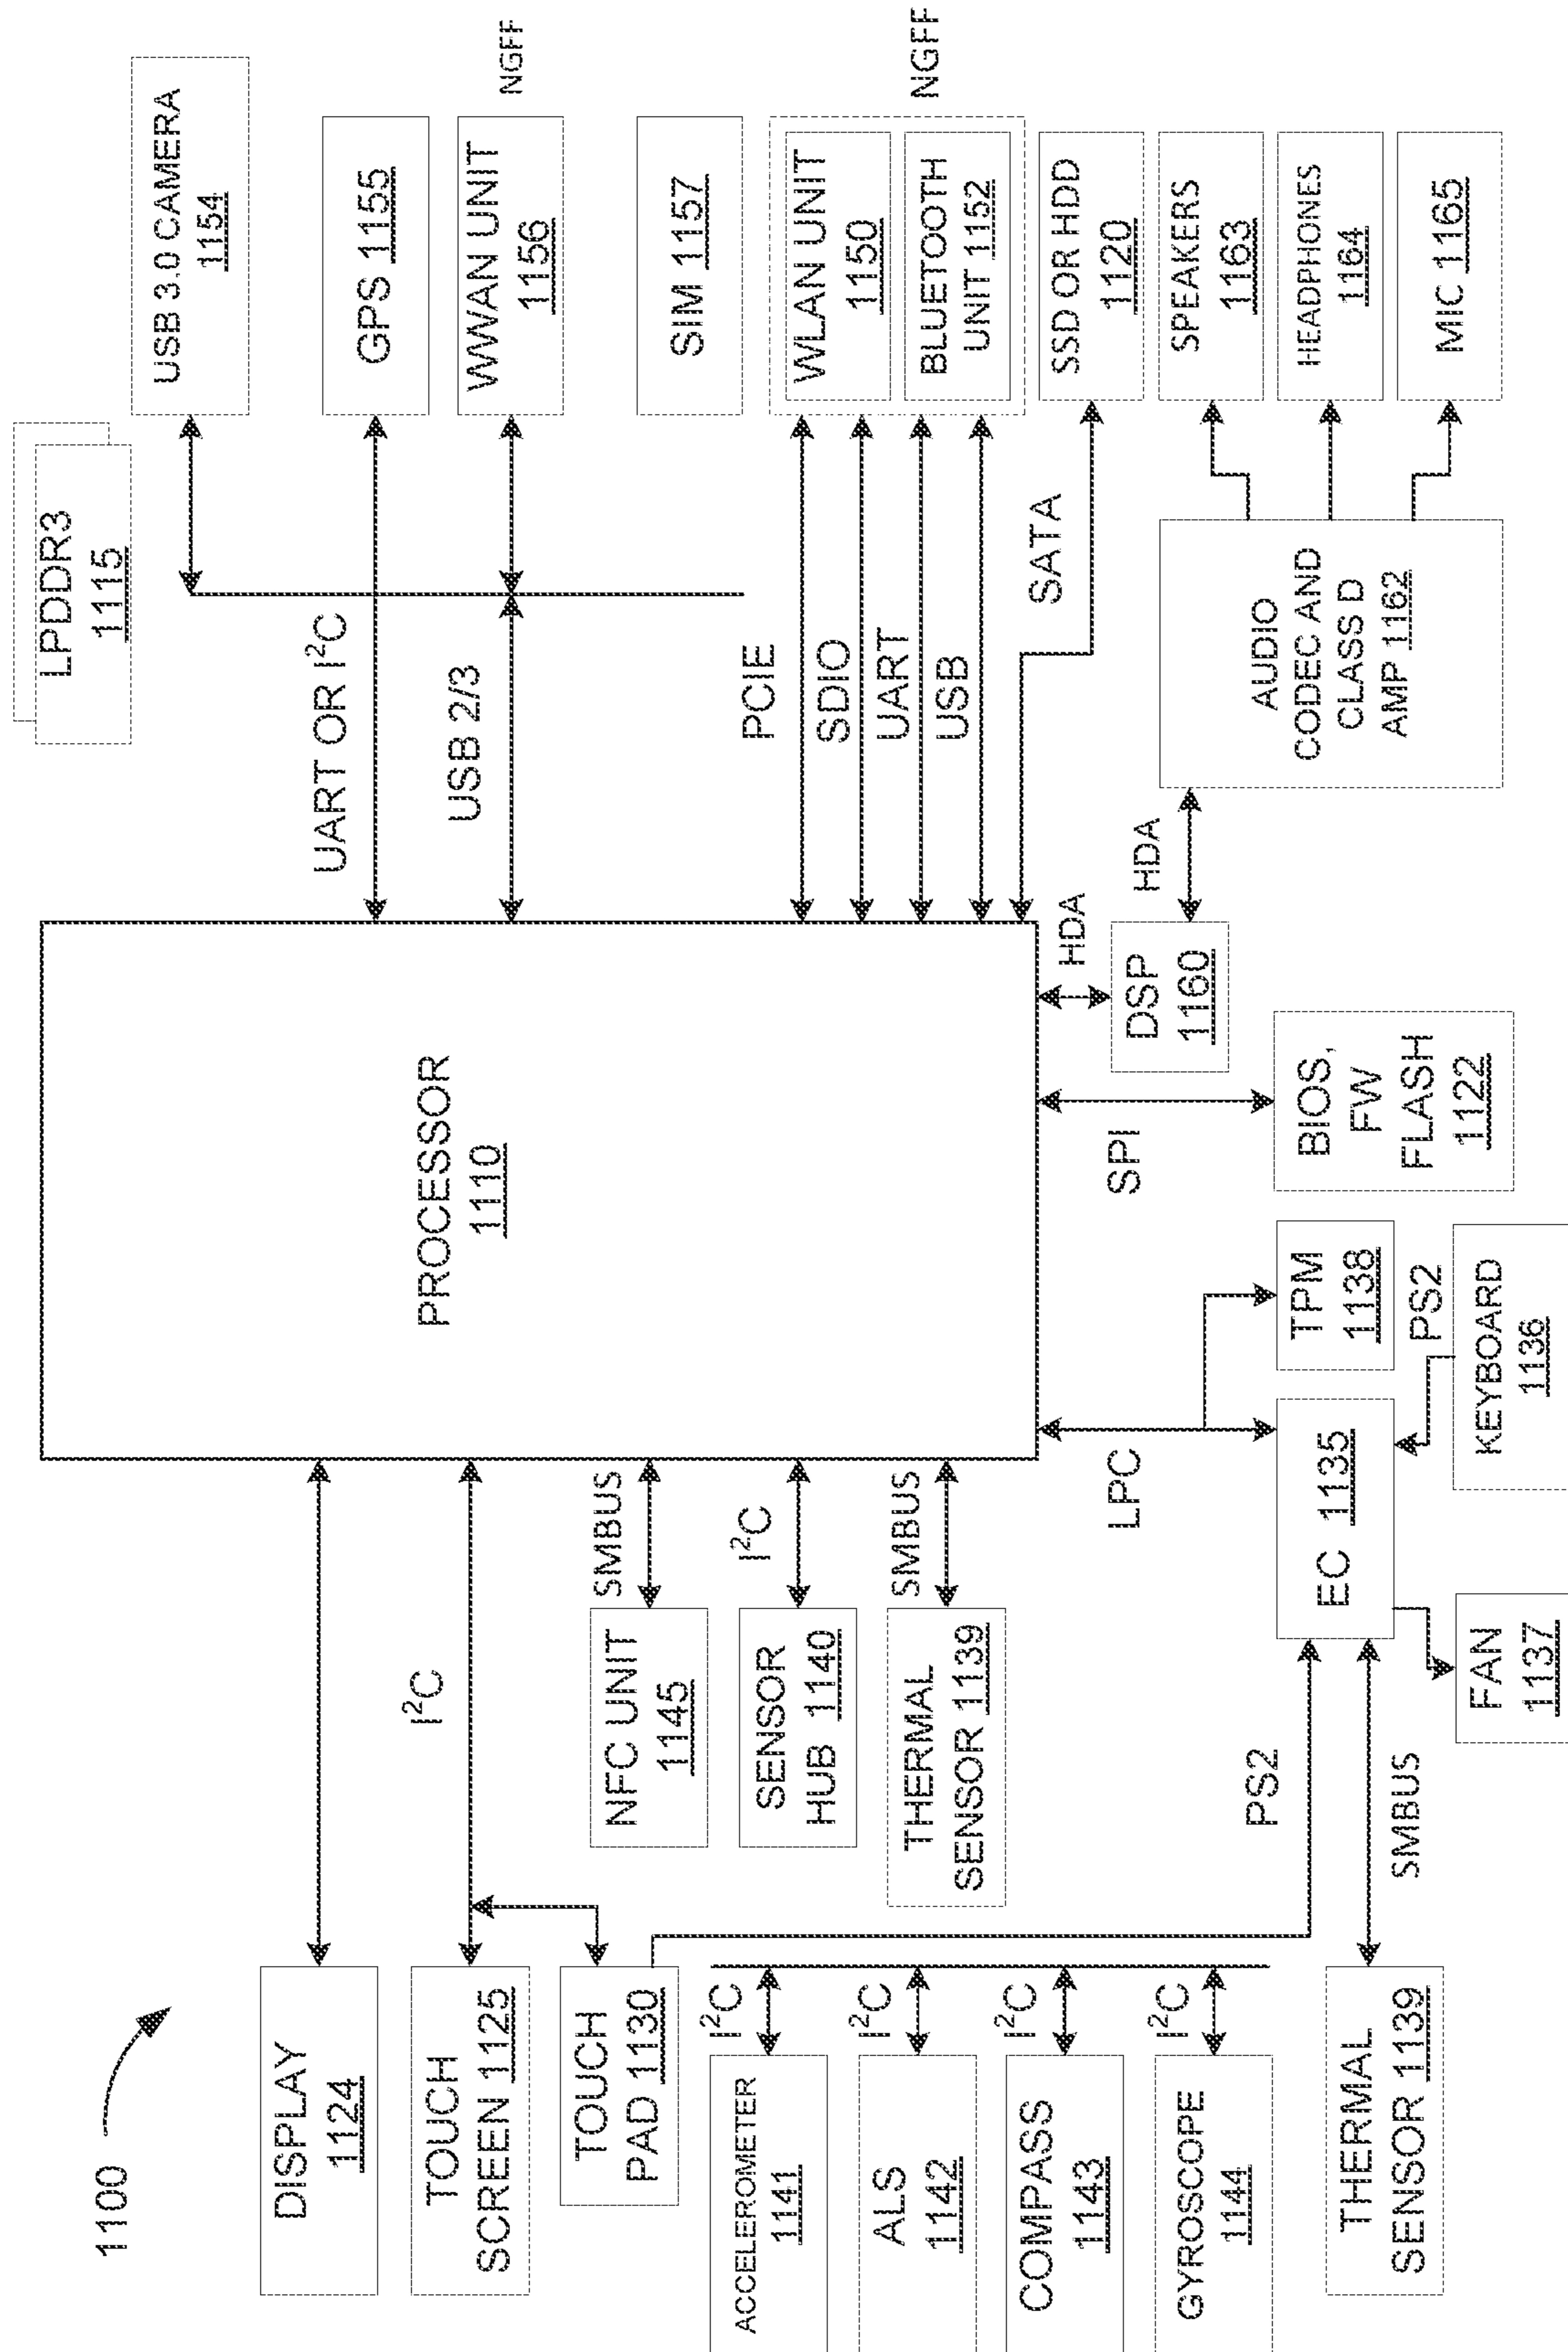 1100
LPDDR3
1115
DISPLAY
1124
TOUCH
SCREEN 1125
I²C
TOUCH
PAD 1130
PROCESSOR
1110
UART OR I²C
USB 2/3
USB 3.0 CAMERA
1154
GPS 1155
WWAN UNIT
1156
NGFF
SIM 1157
NFC UNIT
1145
SMBUS
SENSOR
HUB 1140
I²C
THERMAL
SENSOR 1139
SMBUS
ACCELEROMETER
1141
I²C
ALS
1142
I²C
COMPASS
1143
I²C
GYROSCOPE
1144
I²C
THERMAL
SENSOR 1139
SMBUS
PS2
PCIE
SDIO
UART
USB
WLAN UNIT
1150
BLUETOOTH
UNIT 1152
NGFF
SATA
SSD OR HDD
1120
LPC
EC 1135
TPM
1138
PS2
FAN
1137
KEYBOARD
1136
SPI
BIOS,
FW
FLASH
1122
HDA
DSP
1160
HDA
AUDIO
CODEC AND
CLASS D
AMP 1162
SPEAKERS
1163
HEADPHONES
1164
MIC 1165